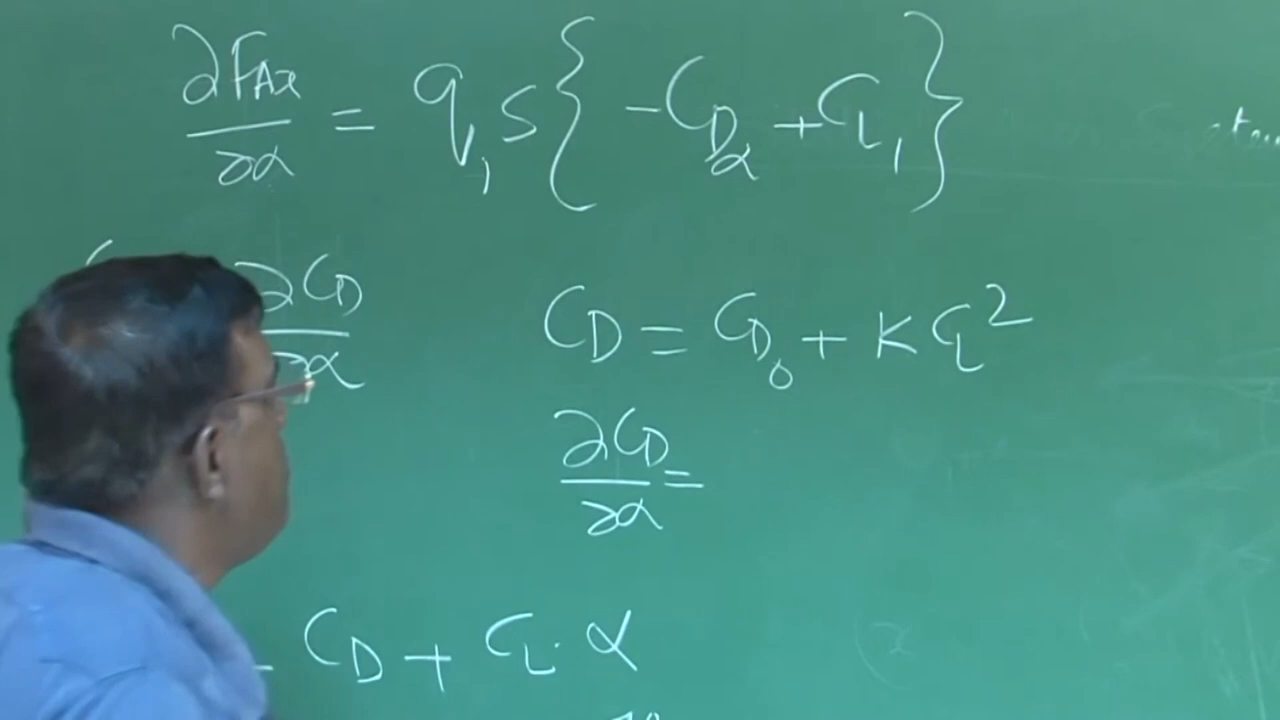 ∂F_Ax/∂α = q₁S{ -C_Dα + C_L₁ }
∂C_D/∂α
C_D = C_D₀ + K C_L²
∂C_D/∂α =
- C_D + C_L · α